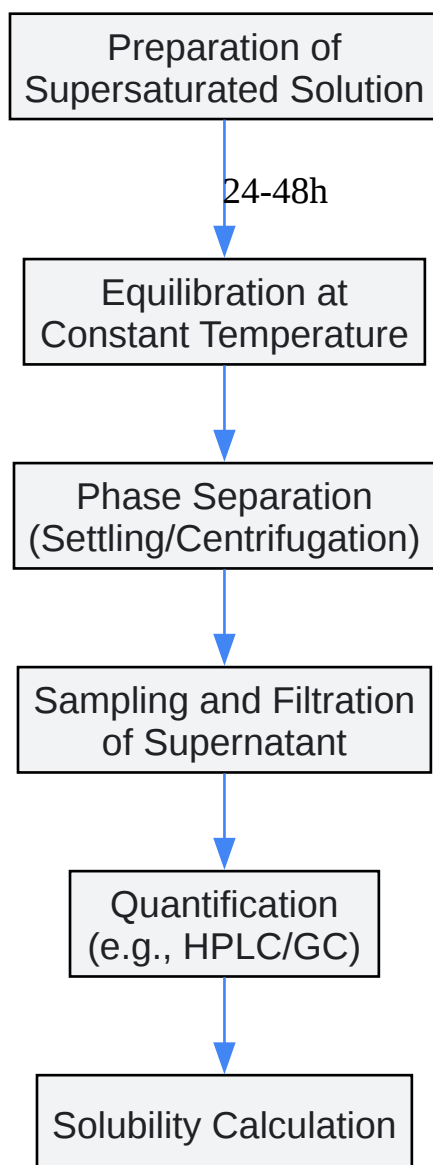 Preparation of
Supersaturated Solution
24-48h
Equilibration at
Constant Temperature
Phase Separation
(Settling/Centrifugation)
Sampling and Filtration
of Supernatant
Quantification
(e.g., HPLC/GC)
Solubility Calculation